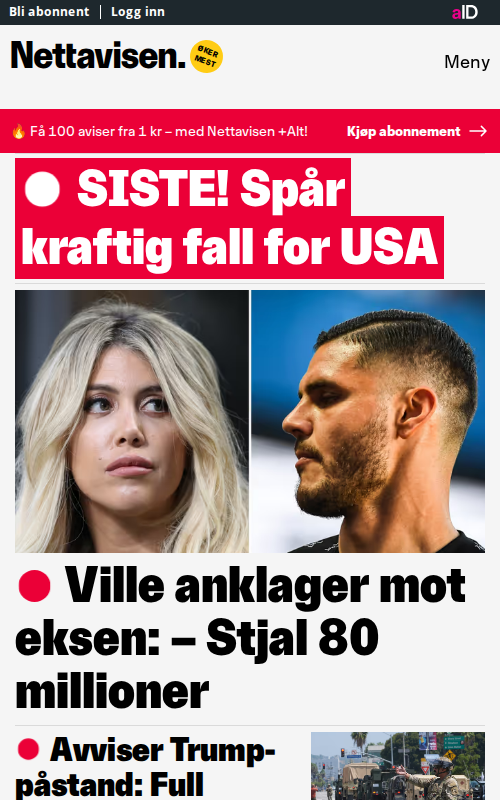 Bli abonnent | Logg inn
aID
Nettavisen.
ØKER
MEST
Meny
Få 100 aviser fra 1 kr – med Nettavisen +Alt!
Kjøp abonnement →
SISTE! Spår
kraftig fall for USA
Ville anklager mot
eksen: – Stjal 80
millioner
Avviser Trump-
påstand: Full